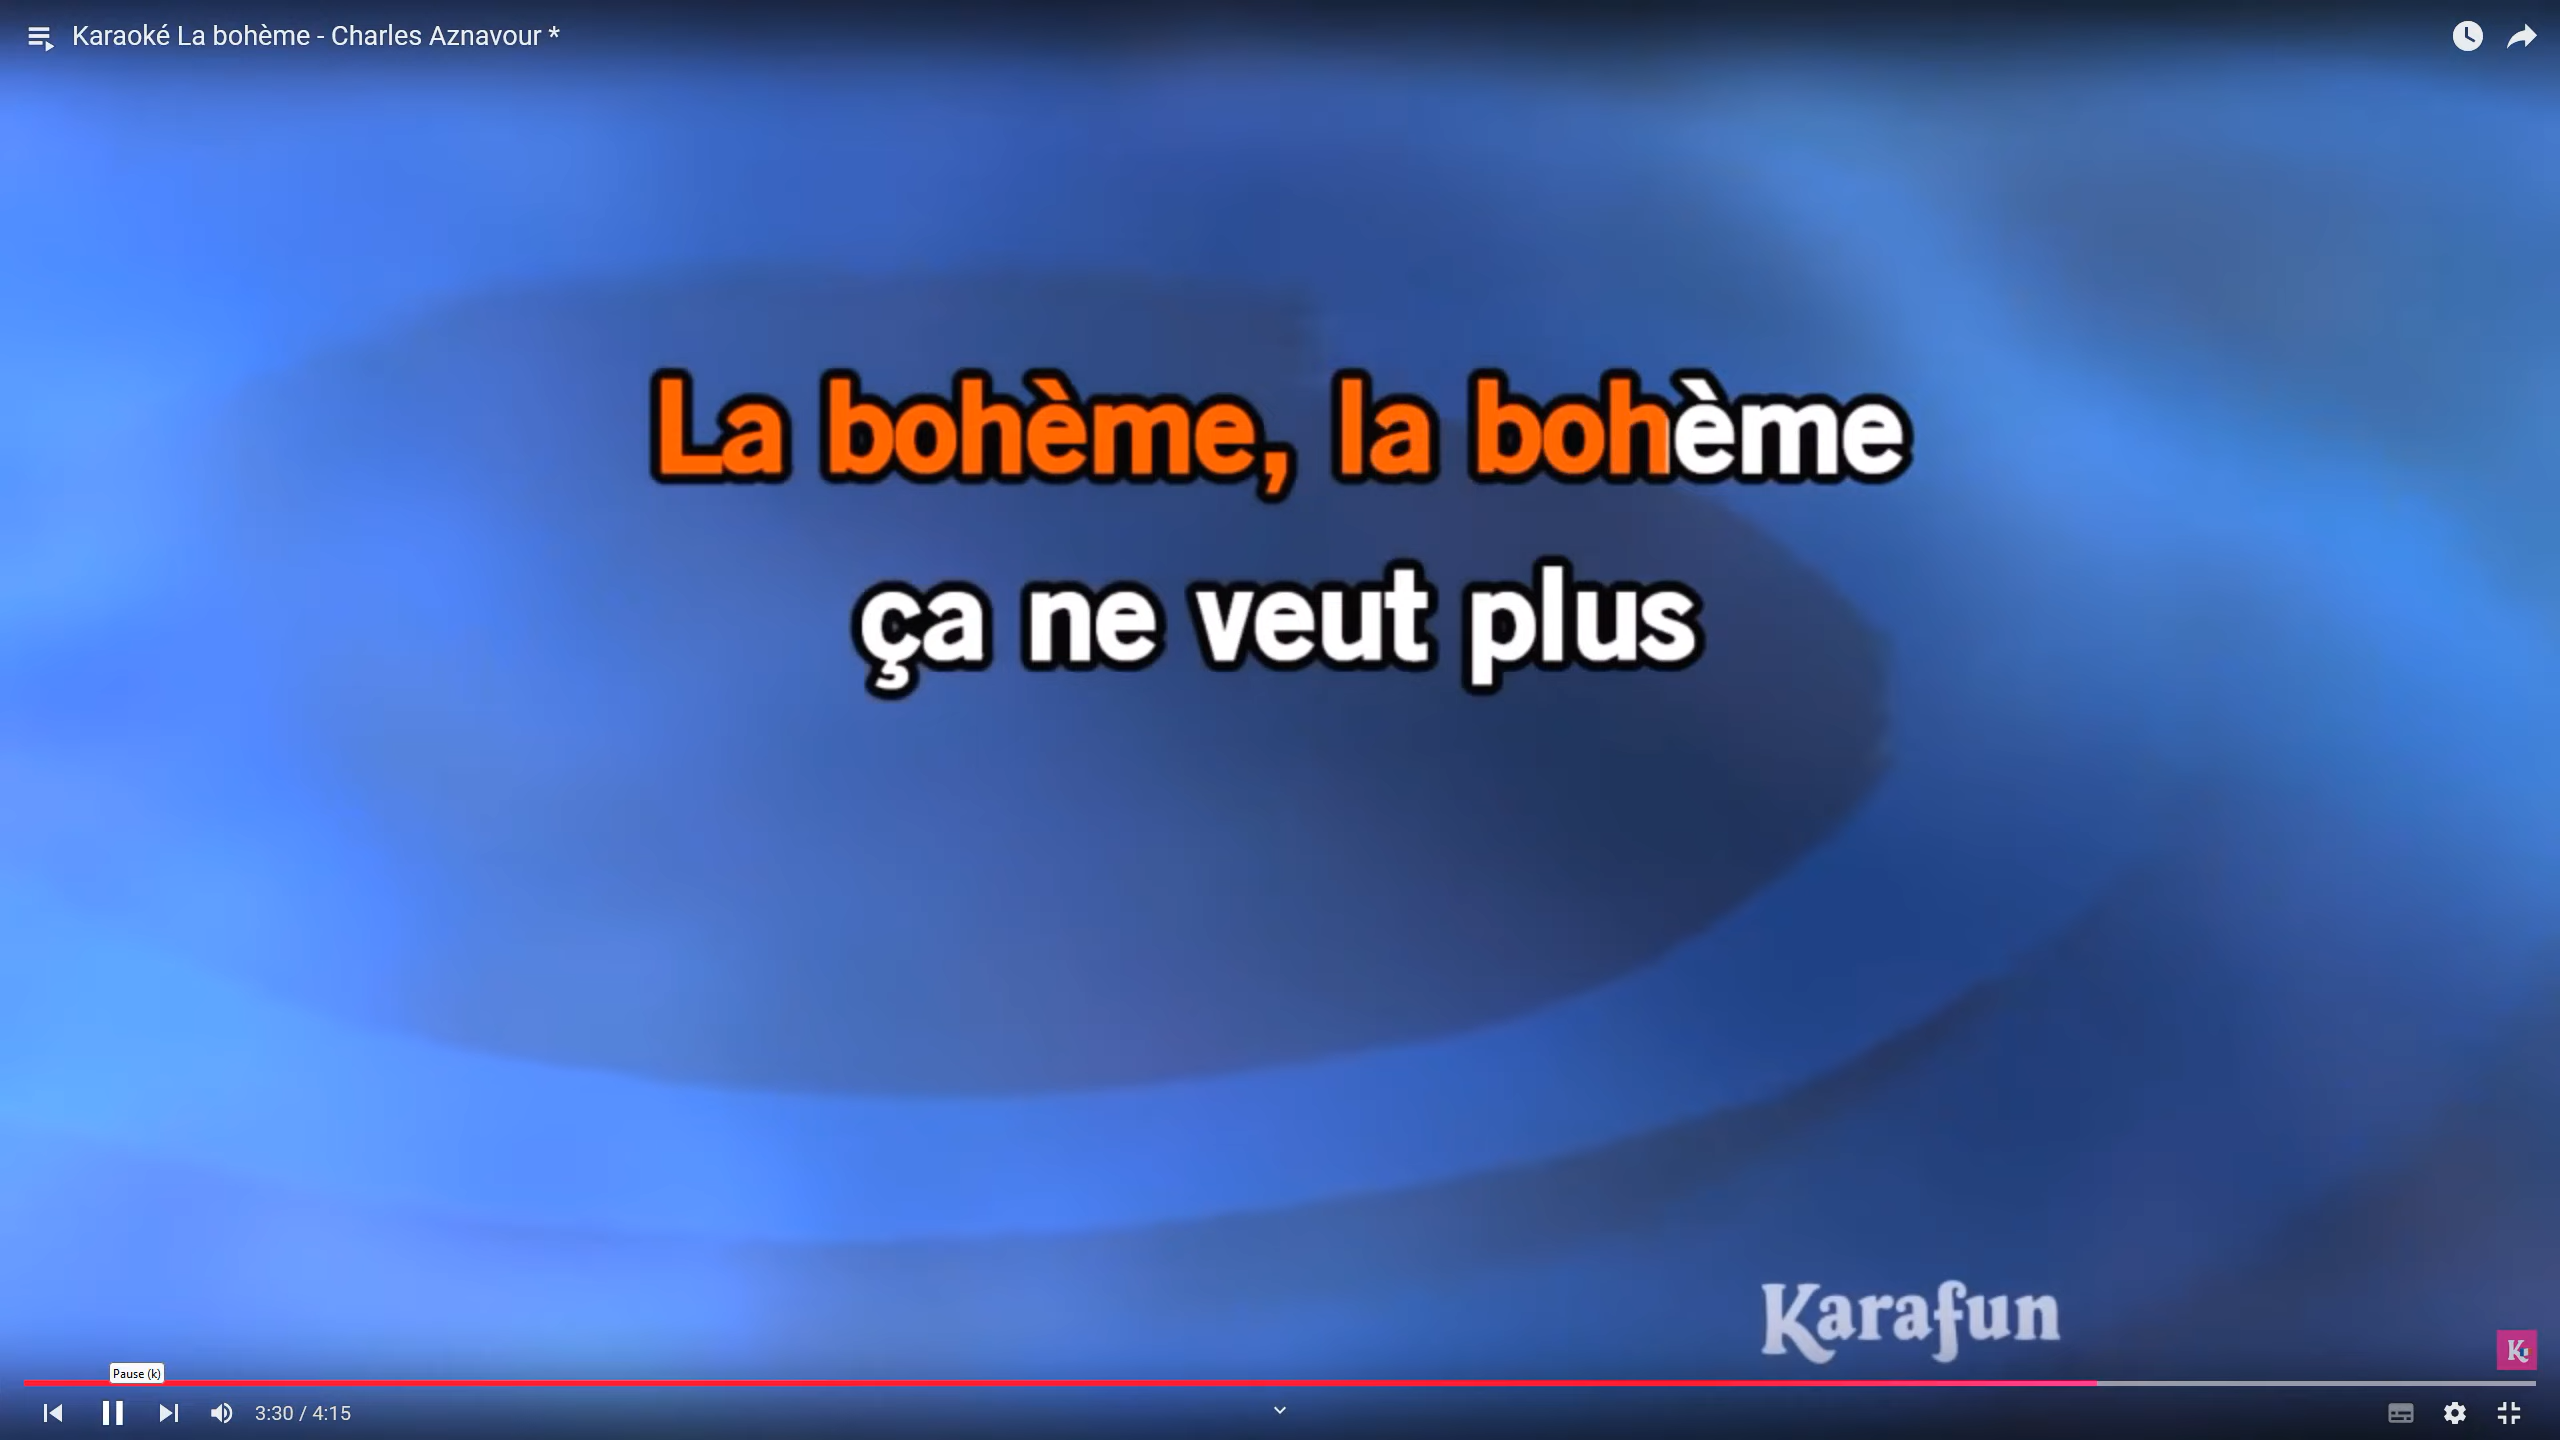 Karaoké La bohème - Charles Aznavour *
La bohème, la bohème
ça ne veut plus
Karafun
K
Pause (k)
3:30 / 4:15